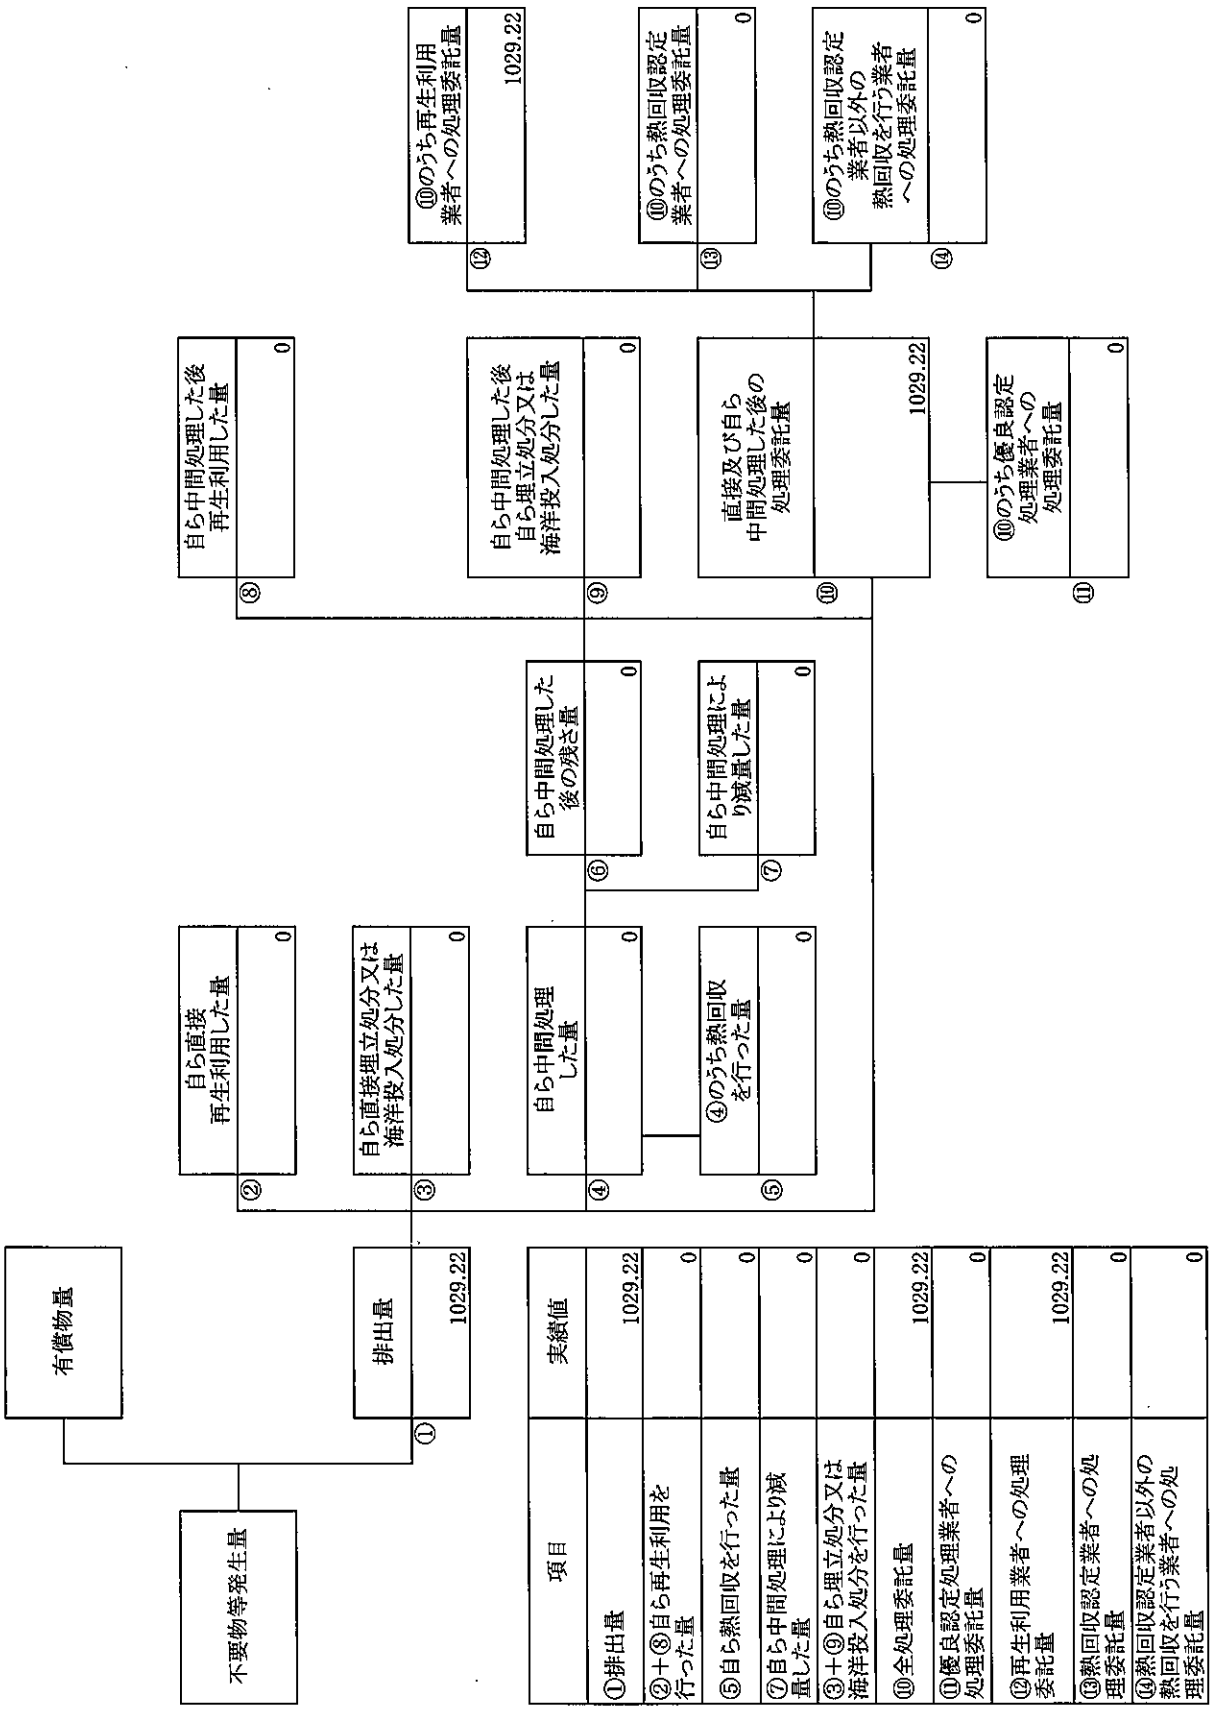 不要物等発生量
有償物量
排出量
①
1029.22
自ら直接
再生利用した量
②
0
自ら直接埋立処分又は
海洋投入処分した量
③
0
自ら中間処理
した量
④
0
④のうち熱回収
を行った量
⑤
0
自ら中間処理した
後の残さ量
⑥
0
自ら中間処理によ
り減量した量
⑦
0
自ら中間処理した後
再生利用した量
⑧
0
自ら中間処理した後
自ら埋立処分又は
海洋投入処分した量
⑨
0
直接及び自ら
中間処理した後の
処理委託量
⑩
1029.22
⑩のうち優良認定
処理業者への
処理委託量
⑪
0
⑩のうち再生利用
業者への処理委託量
⑫
1029.22
⑩のうち熱回収認定
業者への処理委託量
⑬
0
⑩のうち熱回収認定
業者以外の
熱回収を行う業者
への処理委託量
⑭
0
項目 実績値
①排出量 1029.22
②+⑧自ら再生利用を
行った量 0
⑤自ら熱回収を行った量 0
⑦自ら中間処理により減
量した量 0
③+⑨自ら埋立処分又は
海洋投入処分を行った量 0
⑩全処理委託量 1029.22
⑪優良認定処理業者への
処理委託量 0
⑫再生利用業者への処理
委託量 1029.22
⑬熱回収認定業者への処
理委託量 0
⑭熱回収認定業者以外の
熱回収を行う業者への処
理委託量 0